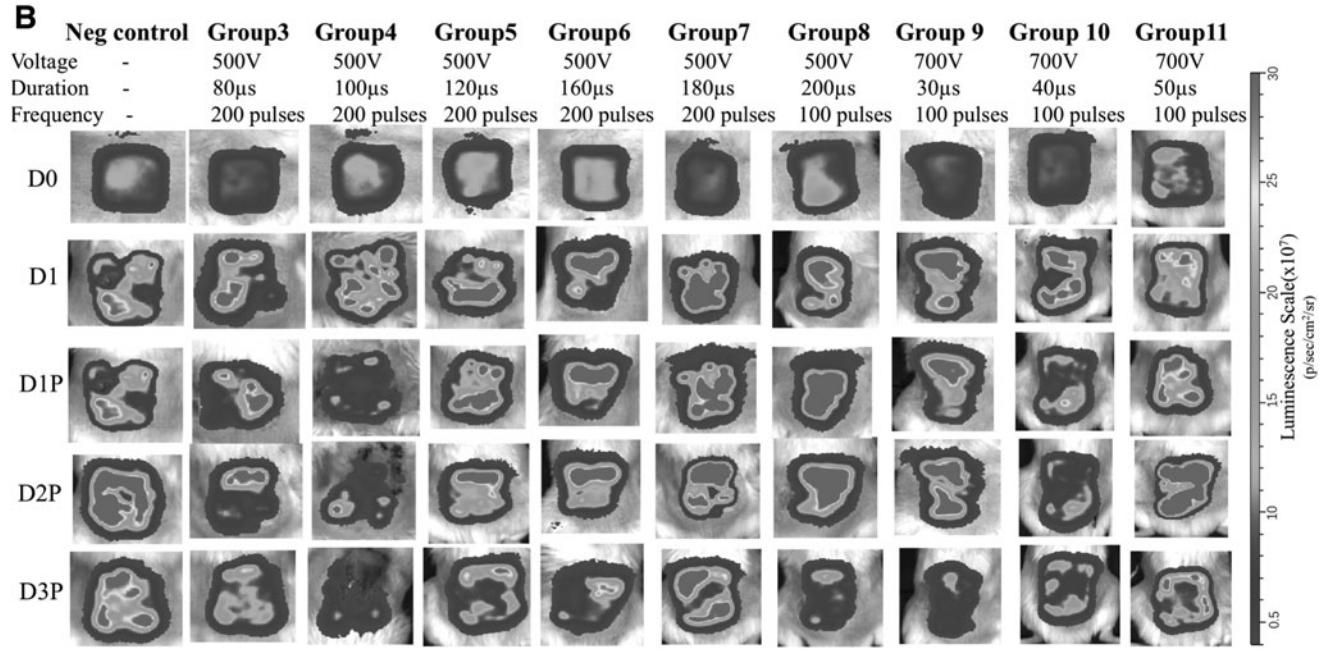 B
Neg control Group3 Group4 Group5 Group6 Group7 Group8 Group 9 Group 10 Group11
Voltage - 500V 500V 500V 500V 500V 500V 700V 700V 700V
Duration - 80µs 100µs 120µs 160µs 180µs 200µs 30µs 40µs 50µs
Frequency - 200 pulses 200 pulses 200 pulses 200 pulses 200 pulses 100 pulses 100 pulses 100 pulses 100 pulses
D0
D1
D1P
D2P
D3P
30
25
20
15
10
0.5
Luminescence Scale(x10⁷)
(p/sec/cm²/sr)